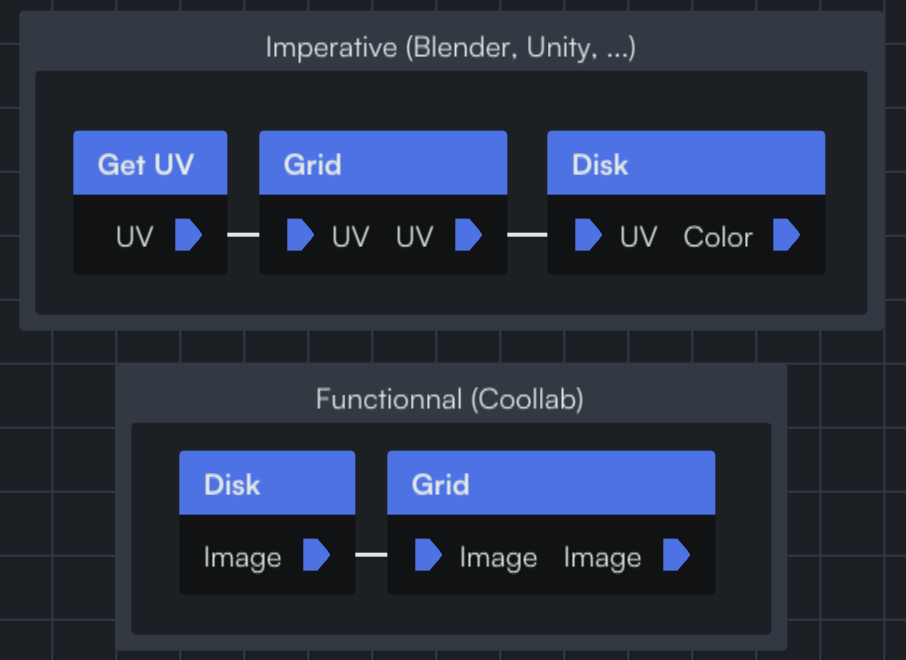 Imperative (Blender, Unity, ...)
Get UV
Grid
Disk
UV
UV UV
UV Color
Functionnal (Coollab)
Disk
Grid
Image
Image Image